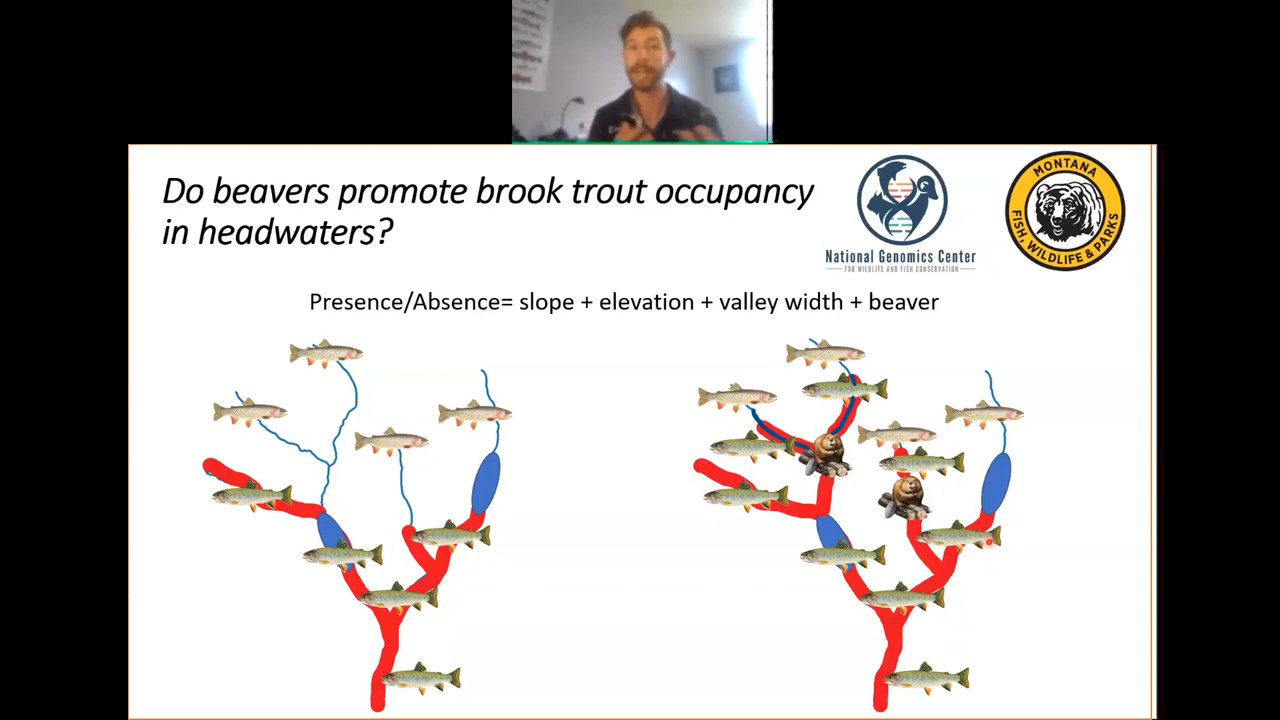 Do beavers promote brook trout occupancy
in headwaters?
National Genomics Center
FOR WILDLIFE AND FISH CONSERVATION
MONTANA
FISH, WILDLIFE & PARKS
Presence/Absence= slope + elevation + valley width + beaver